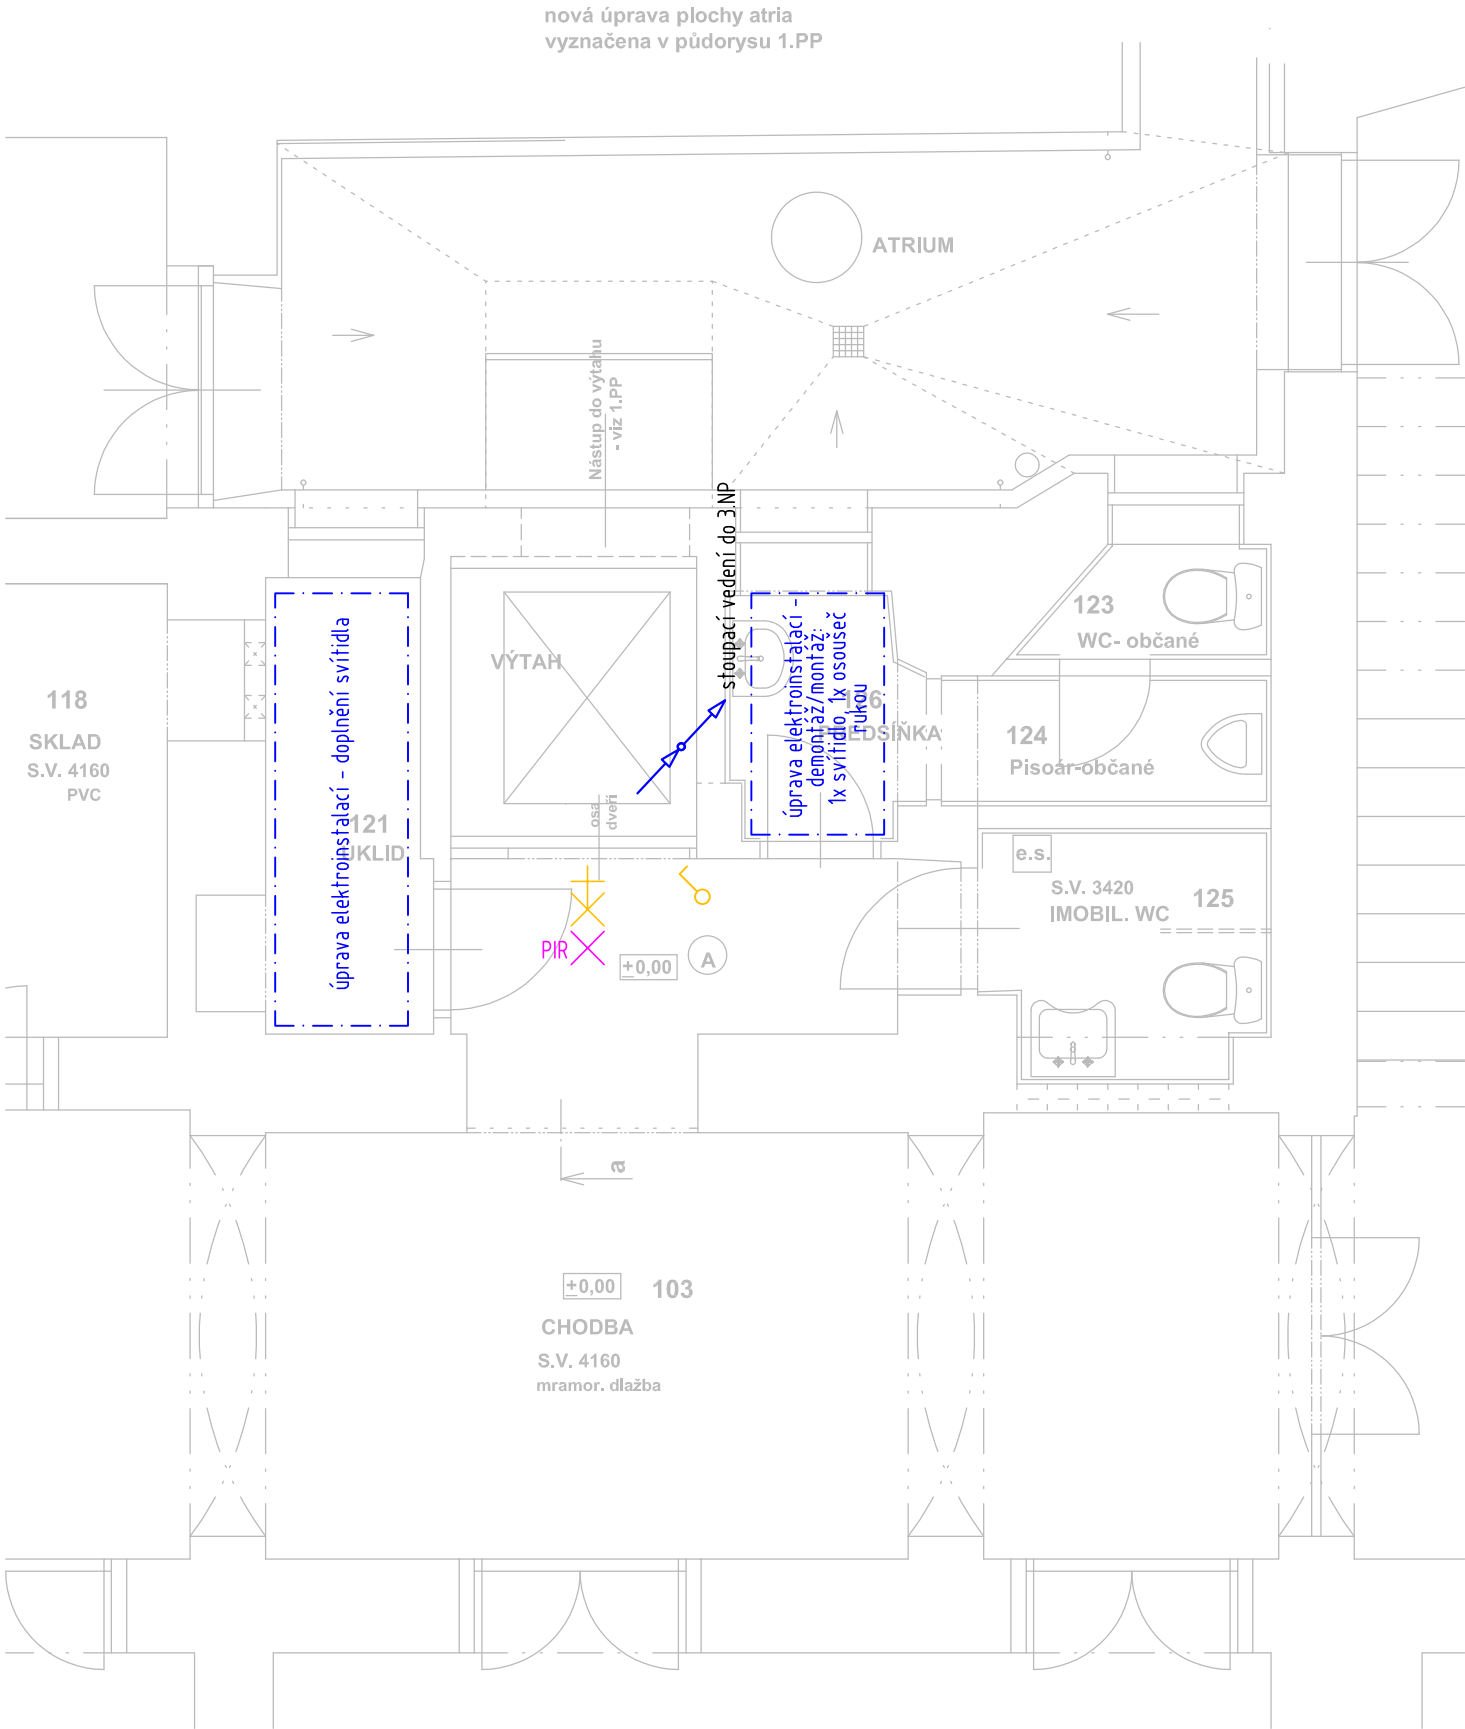 nová úprava plochy atria
vyznačena v půdorysu 1.PP
ATRIUM
Nástup do výtahu
- viz 1.PP
stoupací vedení do 3.NP
123
WC- občané
VÝTAH
118
SKLAD
S.V. 4160
PVC
úprava elektroinstalací - doplnění svítidla
121
ÚKLID
úprava elektroinstalací -
demontáž/montáž:
1x svítidlo 1x osoušeč
rukou
PŘEDSÍŇKA
124
Pisoár-občané
osa
dveří
e.s.
S.V. 3420
IMOBIL. WC
125
PIR
±0,00
A
a
±0,00
103
CHODBA
S.V. 4160
mramor. dlažba